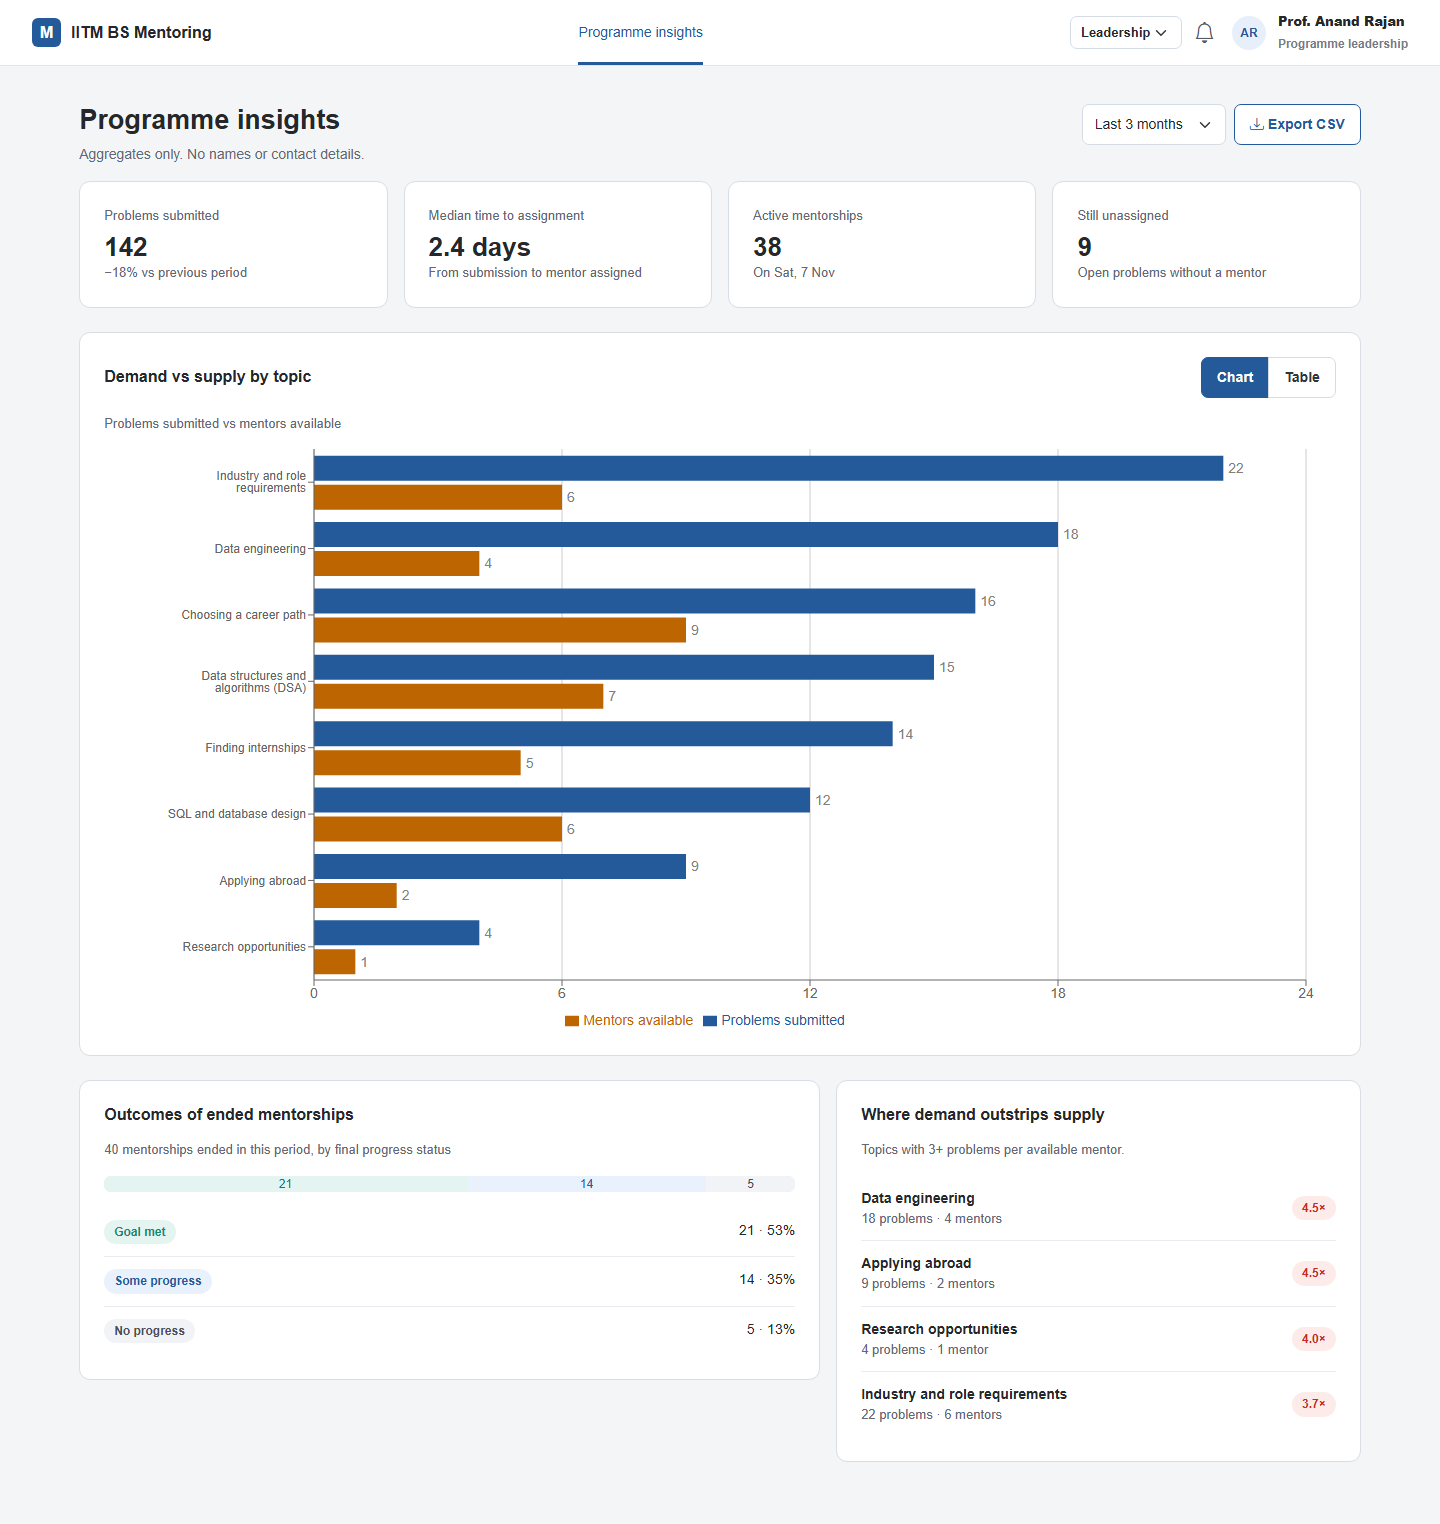 M IITM BS Mentoring
Programme insights
Leadership
AR
Prof. Anand Rajan
Programme leadership
Programme insights
Aggregates only. No names or contact details.
Last 3 months
Export CSV
Problems submitted
142
−18% vs previous period
Median time to assignment
2.4 days
From submission to mentor assigned
Active mentorships
38
On Sat, 7 Nov
Still unassigned
9
Open problems without a mentor
Demand vs supply by topic
Chart
Table
Problems submitted vs mentors available
Industry and role
requirements
22
6
Data engineering
18
4
Choosing a career path
16
9
Data structures and
algorithms (DSA)
15
7
Finding internships
14
5
SQL and database design
12
6
Applying abroad
9
2
Research opportunities
4
1
0 6 12 18 24
Mentors available Problems submitted
Outcomes of ended mentorships
40 mentorships ended in this period, by final progress status
21 14 5
Goal met 21 · 53%
Some progress 14 · 35%
No progress 5 · 13%
Where demand outstrips supply
Topics with 3+ problems per available mentor.
Data engineering
18 problems · 4 mentors
4.5×
Applying abroad
9 problems · 2 mentors
4.5×
Research opportunities
4 problems · 1 mentor
4.0×
Industry and role requirements
22 problems · 6 mentors
3.7×